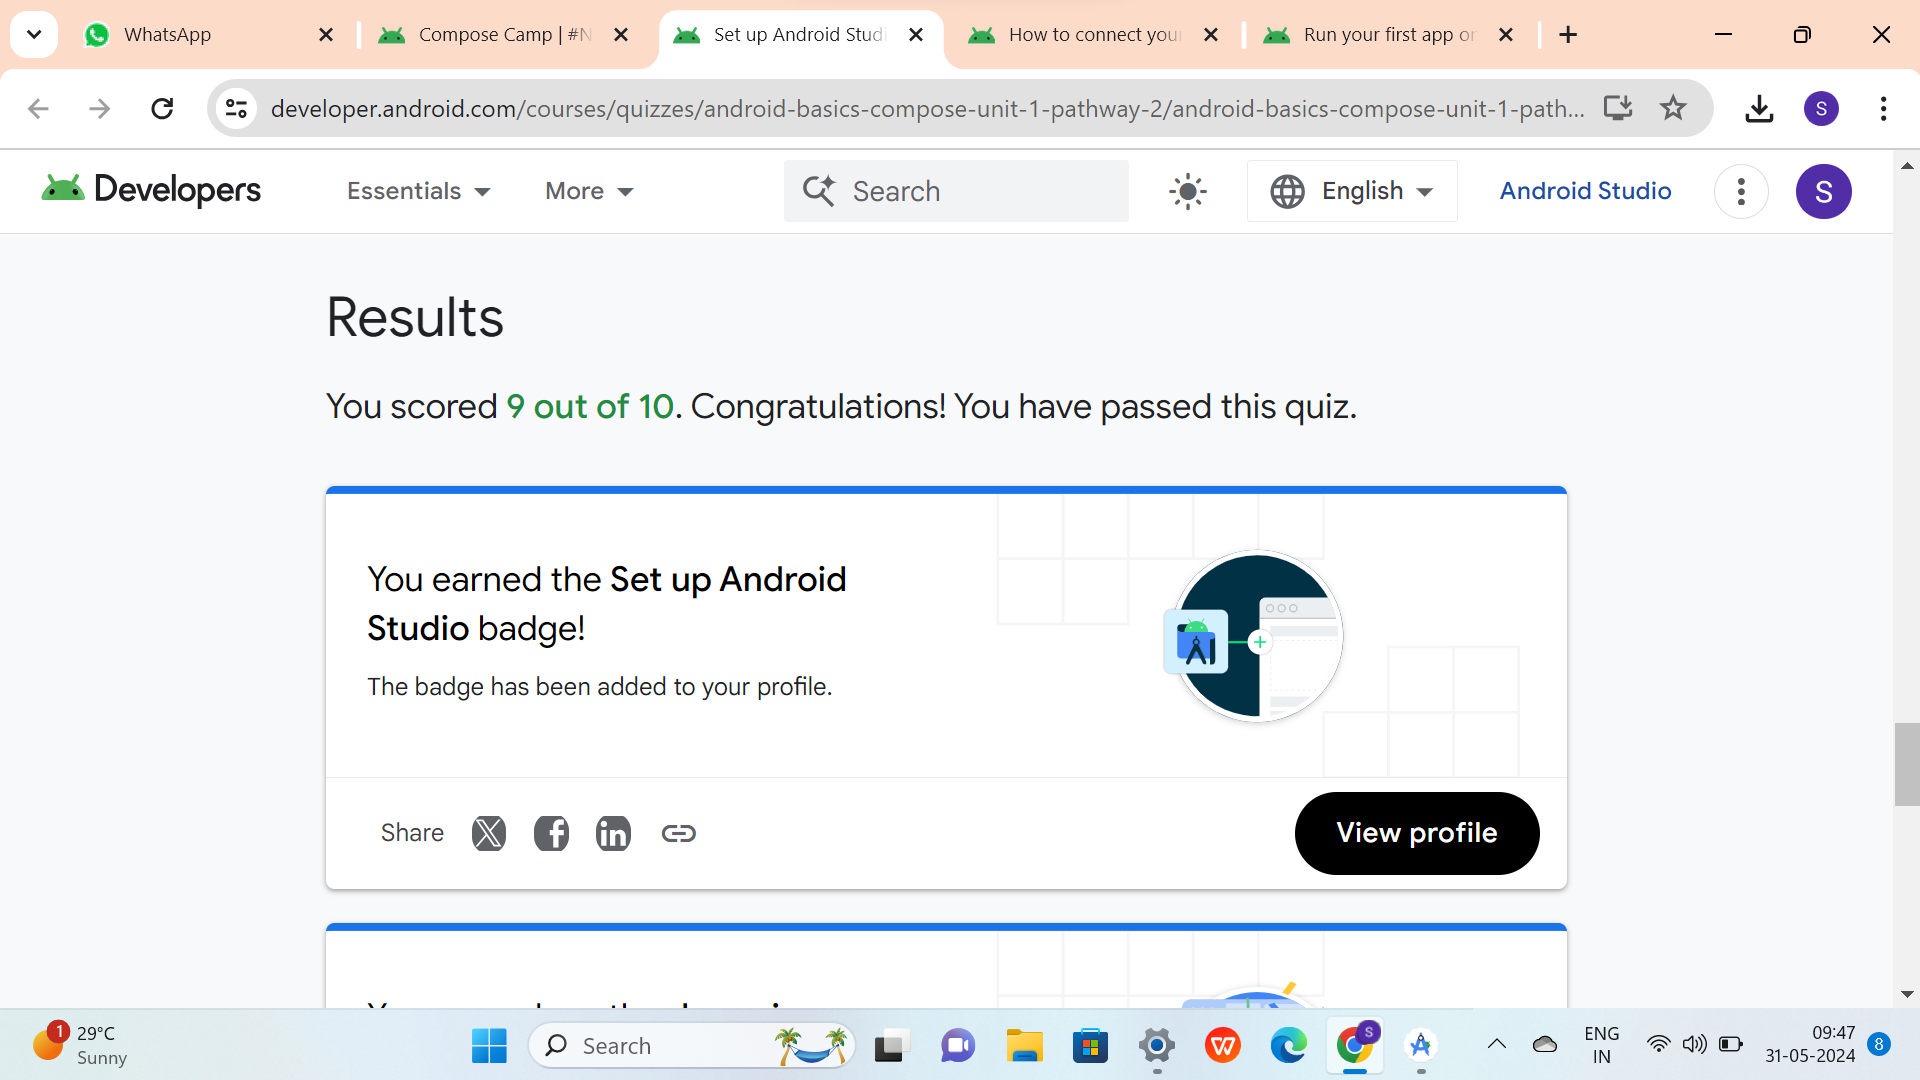 WhatsApp
Compose Camp | #N
Set up Android Studi
How to connect your
Run your first app on
developer.android.com/courses/quizzes/android-basics-compose-unit-1-pathway-2/android-basics-compose-unit-1-path...
S
Developers
Essentials
More
Search
English
Android Studio
S
Results
You scored 9 out of 10. Congratulations! You have passed this quiz.
You earned the Set up Android
Studio badge!
The badge has been added to your profile.
Share
View profile
1
29°C
Sunny
Search
S
ENG
IN
09:47
31-05-2024
8